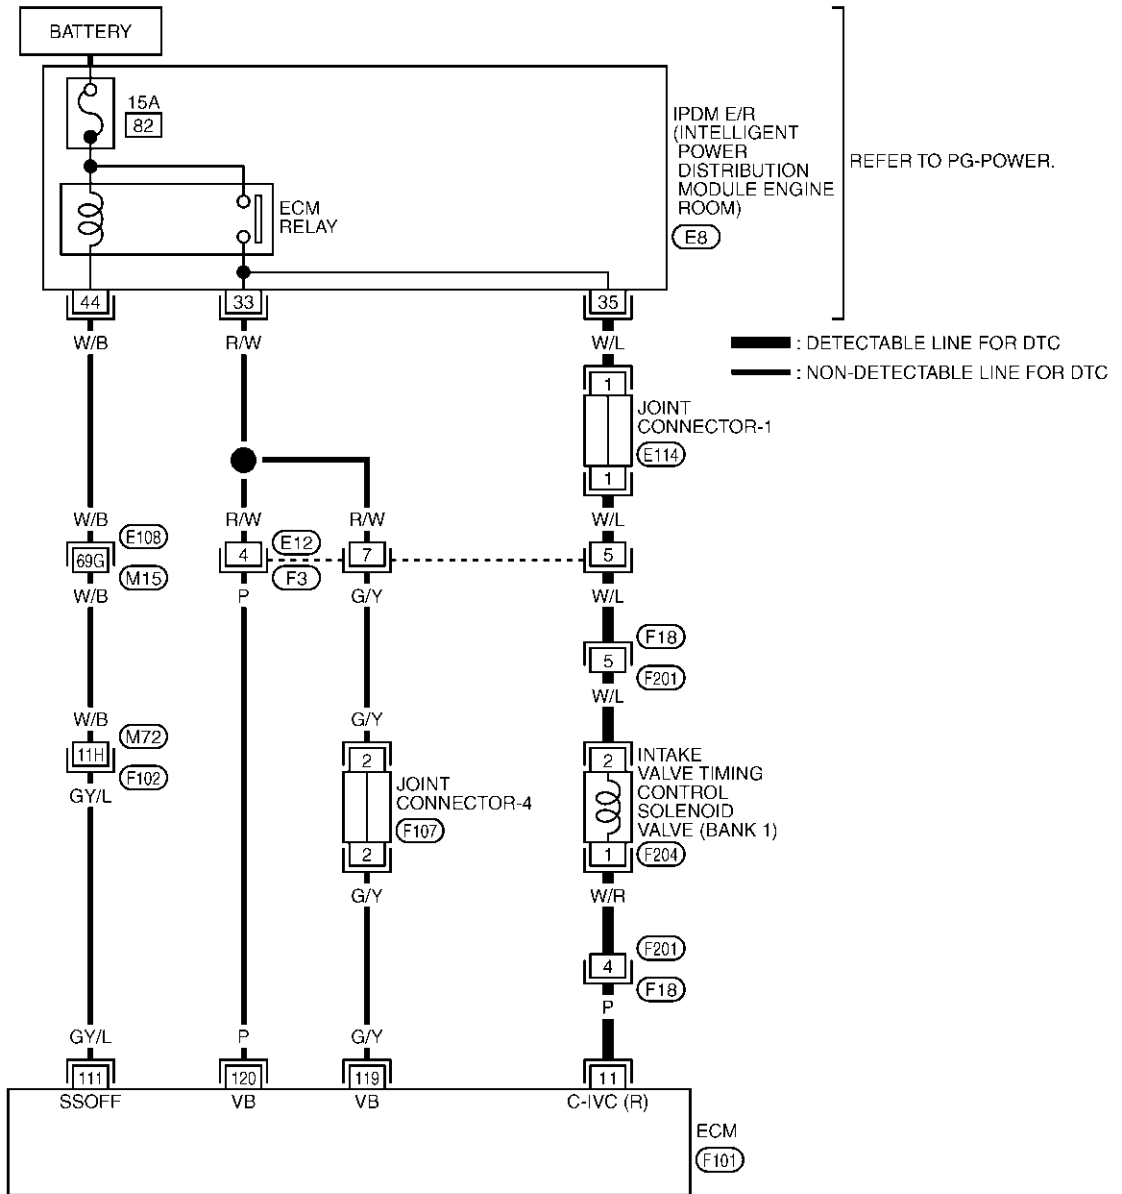 BATTERY
15A
82
IPDM E/R
(INTELLIGENT
POWER
DISTRIBUTION
MODULE ENGINE
ROOM)
E8
REFER TO PG-POWER.
ECM
RELAY
44
33
35
W/B
R/W
W/L
: DETECTABLE LINE FOR DTC
: NON-DETECTABLE LINE FOR DTC
1
JOINT
CONNECTOR-1
E114
1
W/B
R/W
R/W
W/L
69G
E108
M15
4
E12
F3
7
5
W/B
P
G/Y
W/L
F18
5
F201
W/L
W/B
G/Y
11H
M72
F102
GY/L
2
JOINT
CONNECTOR-4
F107
2
G/Y
2
INTAKE
VALVE TIMING
CONTROL
SOLENOID
VALVE (BANK 1)
1
F204
W/R
F201
4
F18
P
GY/L
P
G/Y
111
120
119
11
SSOFF
VB
VB
C-IVC (R)
ECM
F101